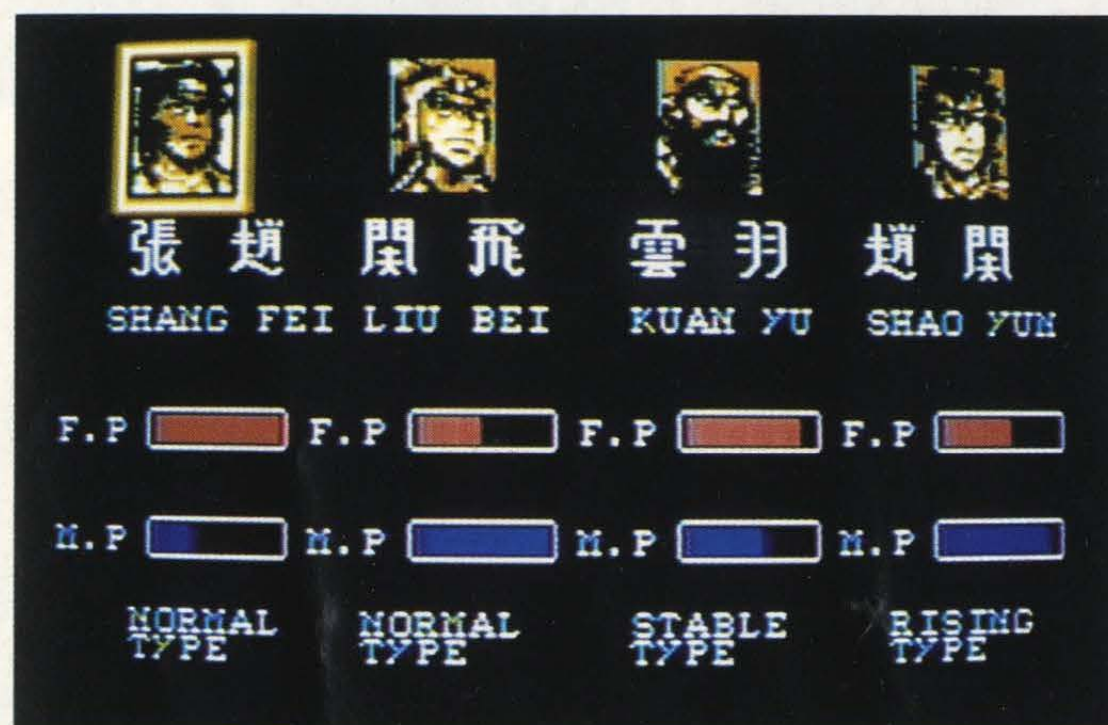 張 趙 関 飛 雲 羽 趙 関
SHANG FEI LIU BEI KUAN YU SHAO YUN
F.P F.P F.P F.P
M.P M.P M.P M.P
NORMAL NORMAL STABLE RISING
TYPE TYPE TYPE TYPE